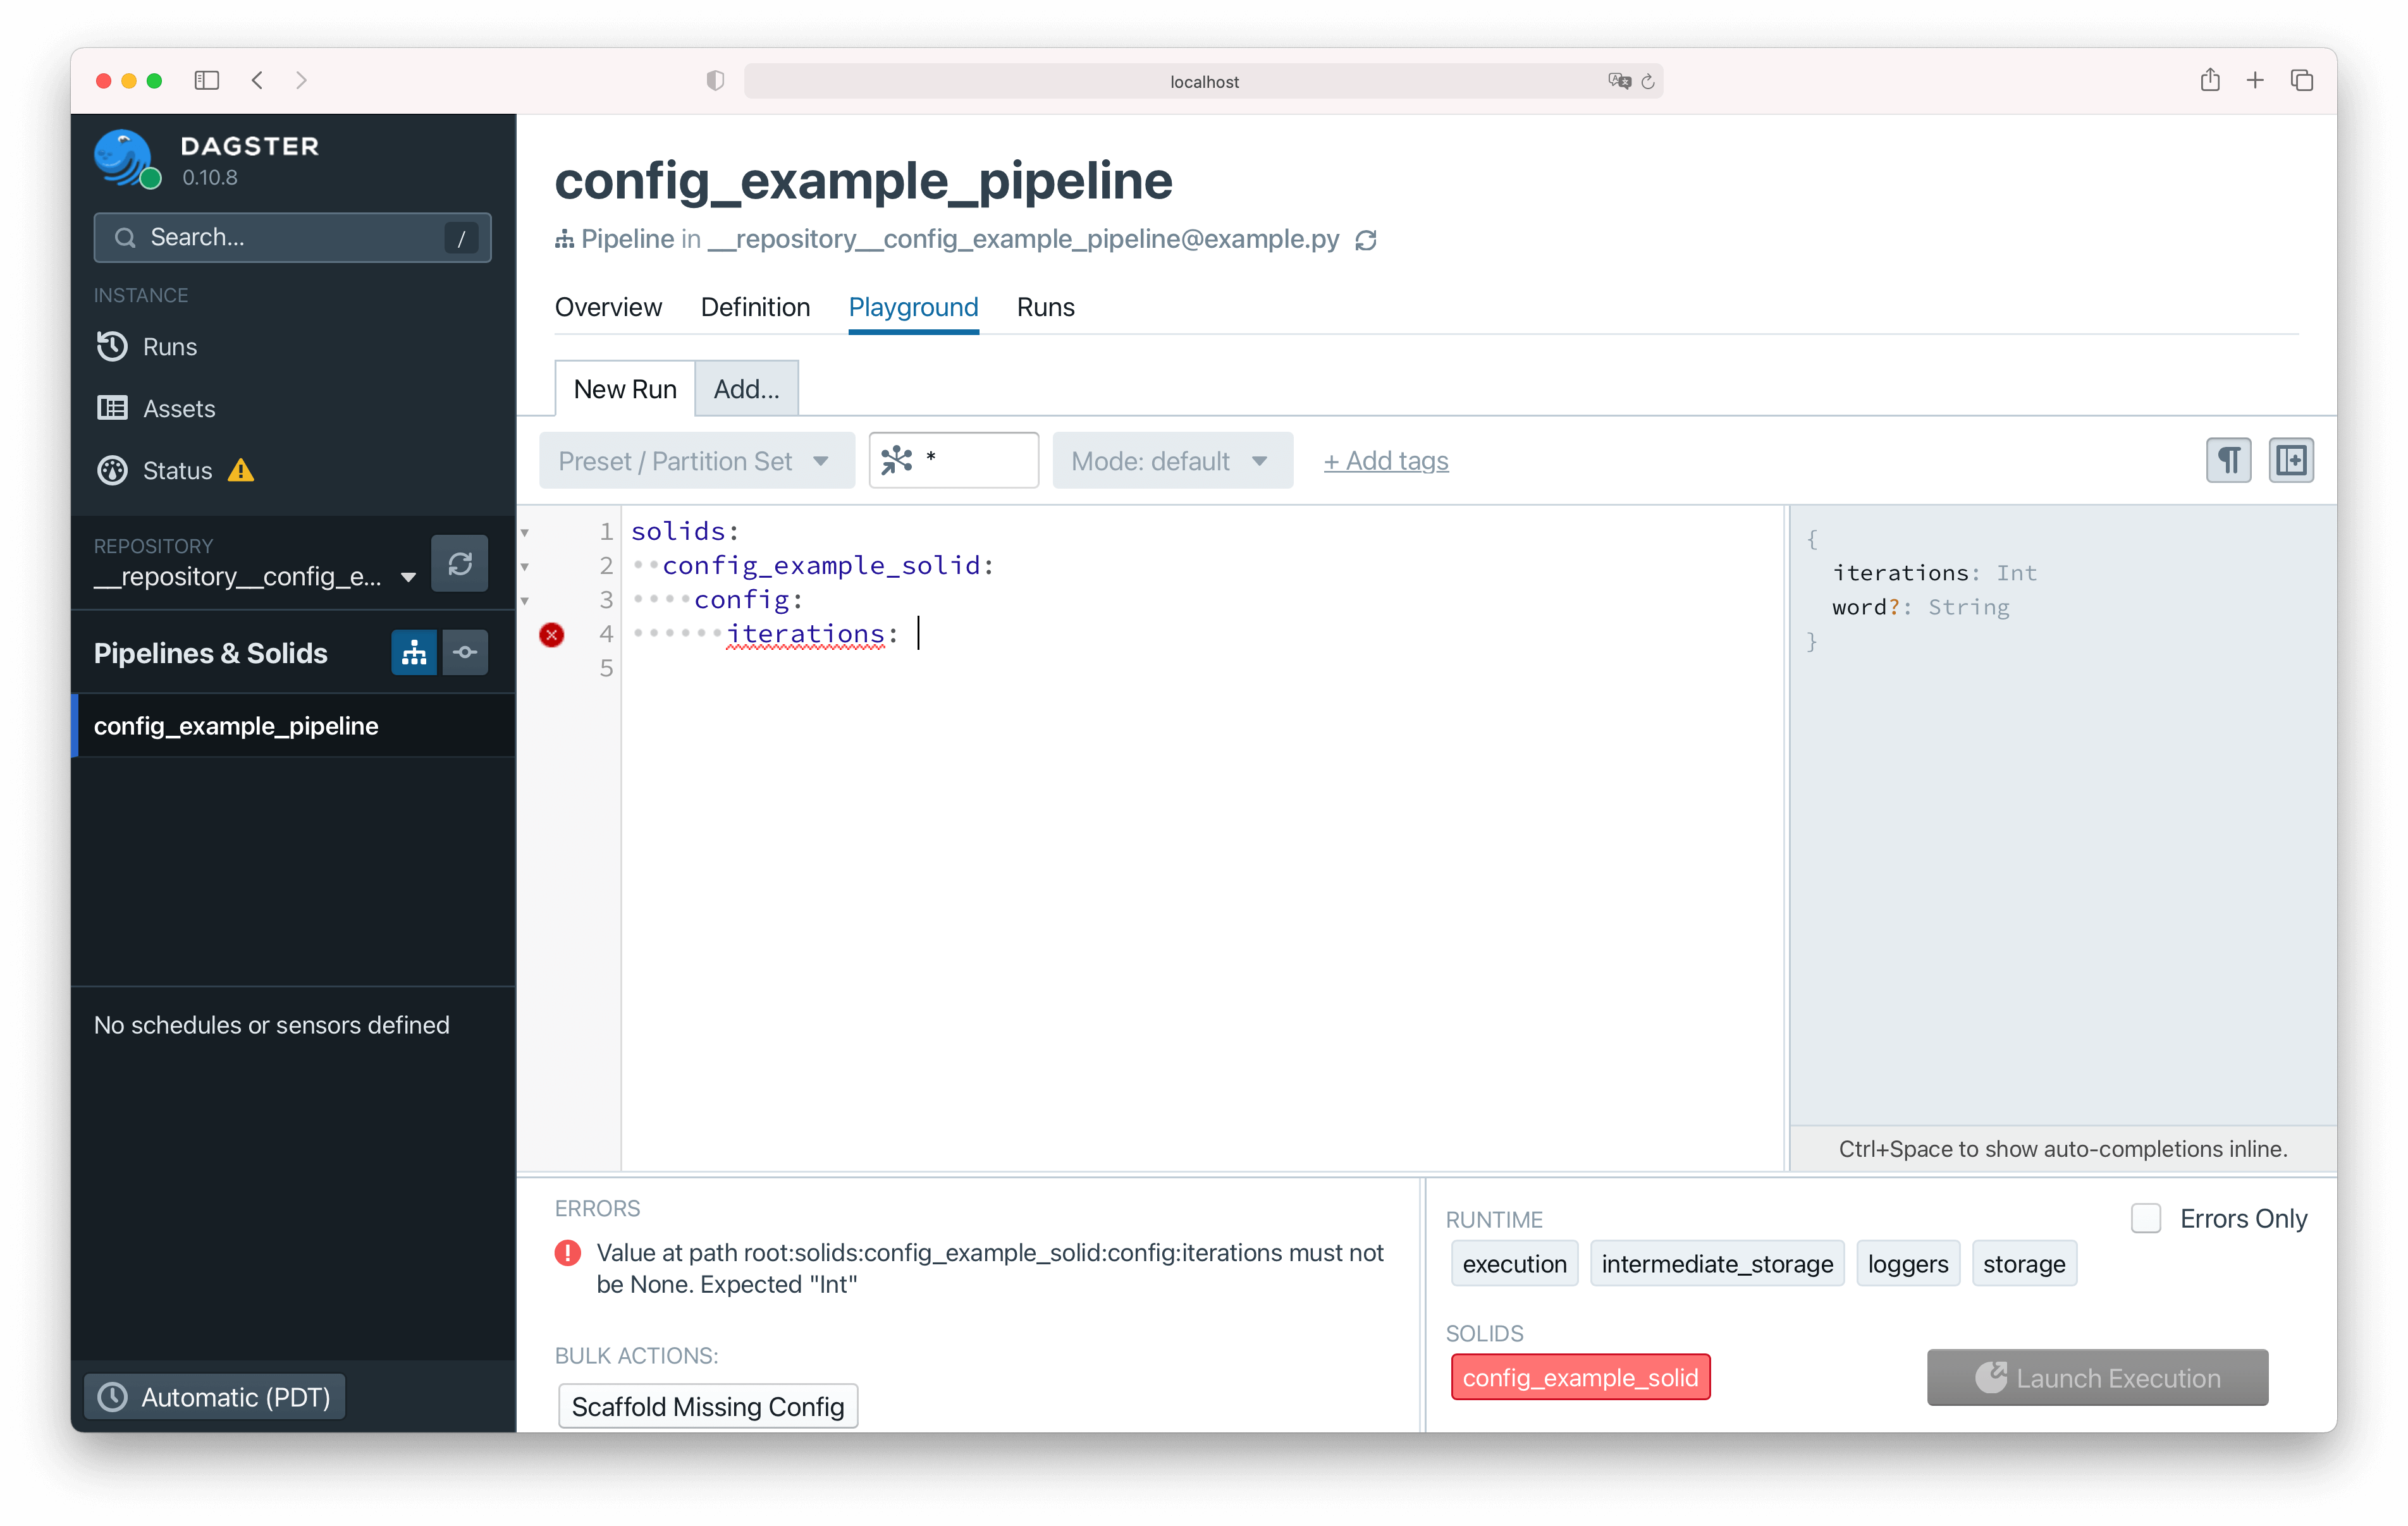 localhost
DAGSTER
0.10.8
Search...
/
INSTANCE
Runs
Assets
Status
REPOSITORY
__repository__config_e...
Pipelines & Solids
config_example_pipeline
No schedules or sensors defined
Automatic (PDT)
config_example_pipeline
Pipeline in __repository__config_example_pipeline@example.py
Overview Definition Playground Runs
New Run Add...
Preset / Partition Set * Mode: default + Add tags
1 solids:
2 config_example_solid:
3 config:
4 iterations:
5
{
iterations: Int
word?: String
}
Ctrl+Space to show auto-completions inline.
ERRORS
Value at path root:solids:config_example_solid:config:iterations must not
be None. Expected "Int"
BULK ACTIONS:
Scaffold Missing Config
RUNTIME
Errors Only
execution intermediate_storage loggers storage
SOLIDS
config_example_solid
Launch Execution